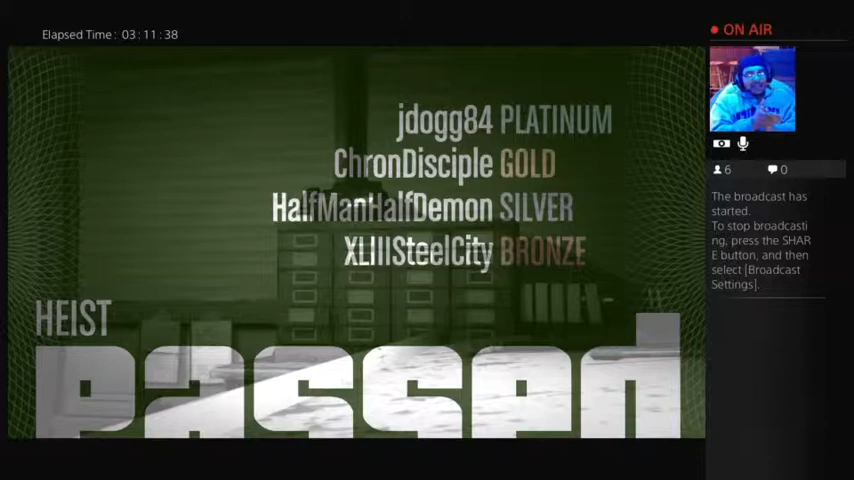 Elapsed Time : 03 : 11 : 38
ON AIR
jdogg84 PLATINUM
ChronDisciple GOLD
HalfManHalfDemon SILVER
XLIIISteelCity BRONZE
HEIST
passed
6 0
The broadcast has
started.
To stop broadcasti
ng, press the SHAR
E button, and then
select [Broadcast
Settings].